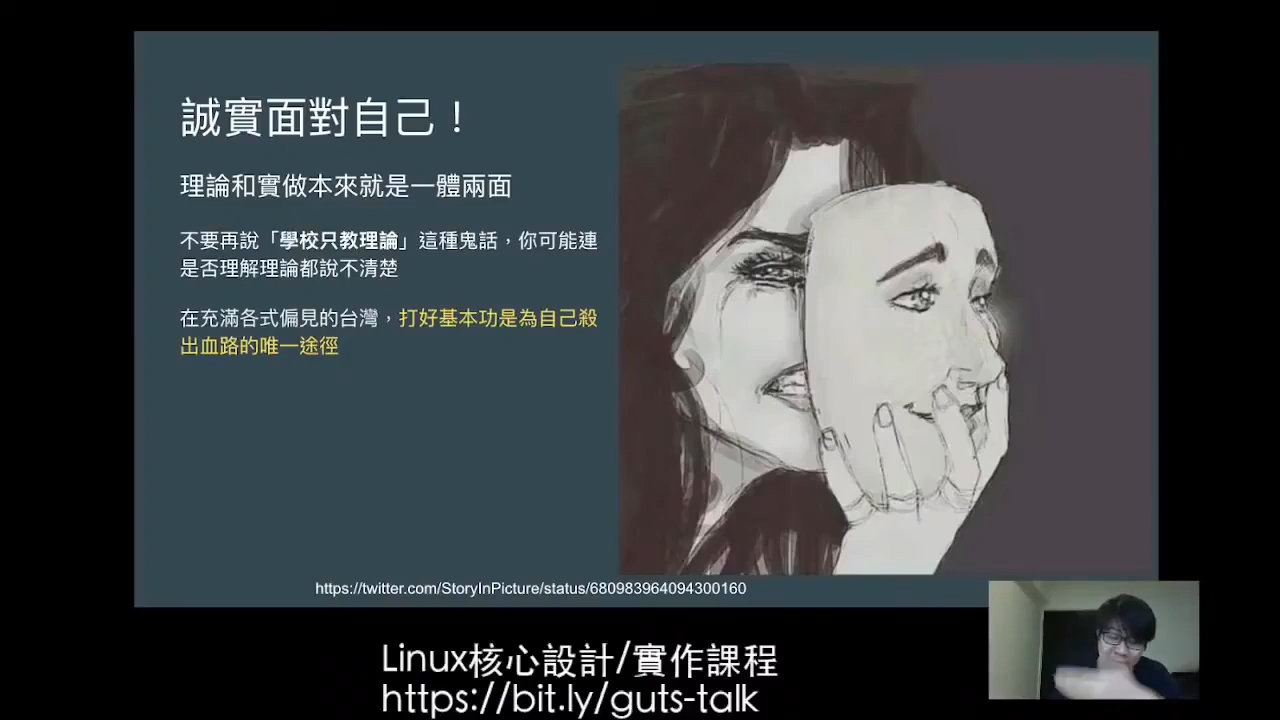 誠實面對自己！
理論和實做本來就是一體兩面
不要再說「學校只教理論」這種鬼話，你可能連
是否理解理論都說不清楚
在充滿各式偏見的台灣，打好基本功是為自己殺
出血路的唯一途徑
https://twitter.com/StoryInPicture/status/680983964094300160
Linux核心設計/實作課程
https://bit.ly/guts-talk